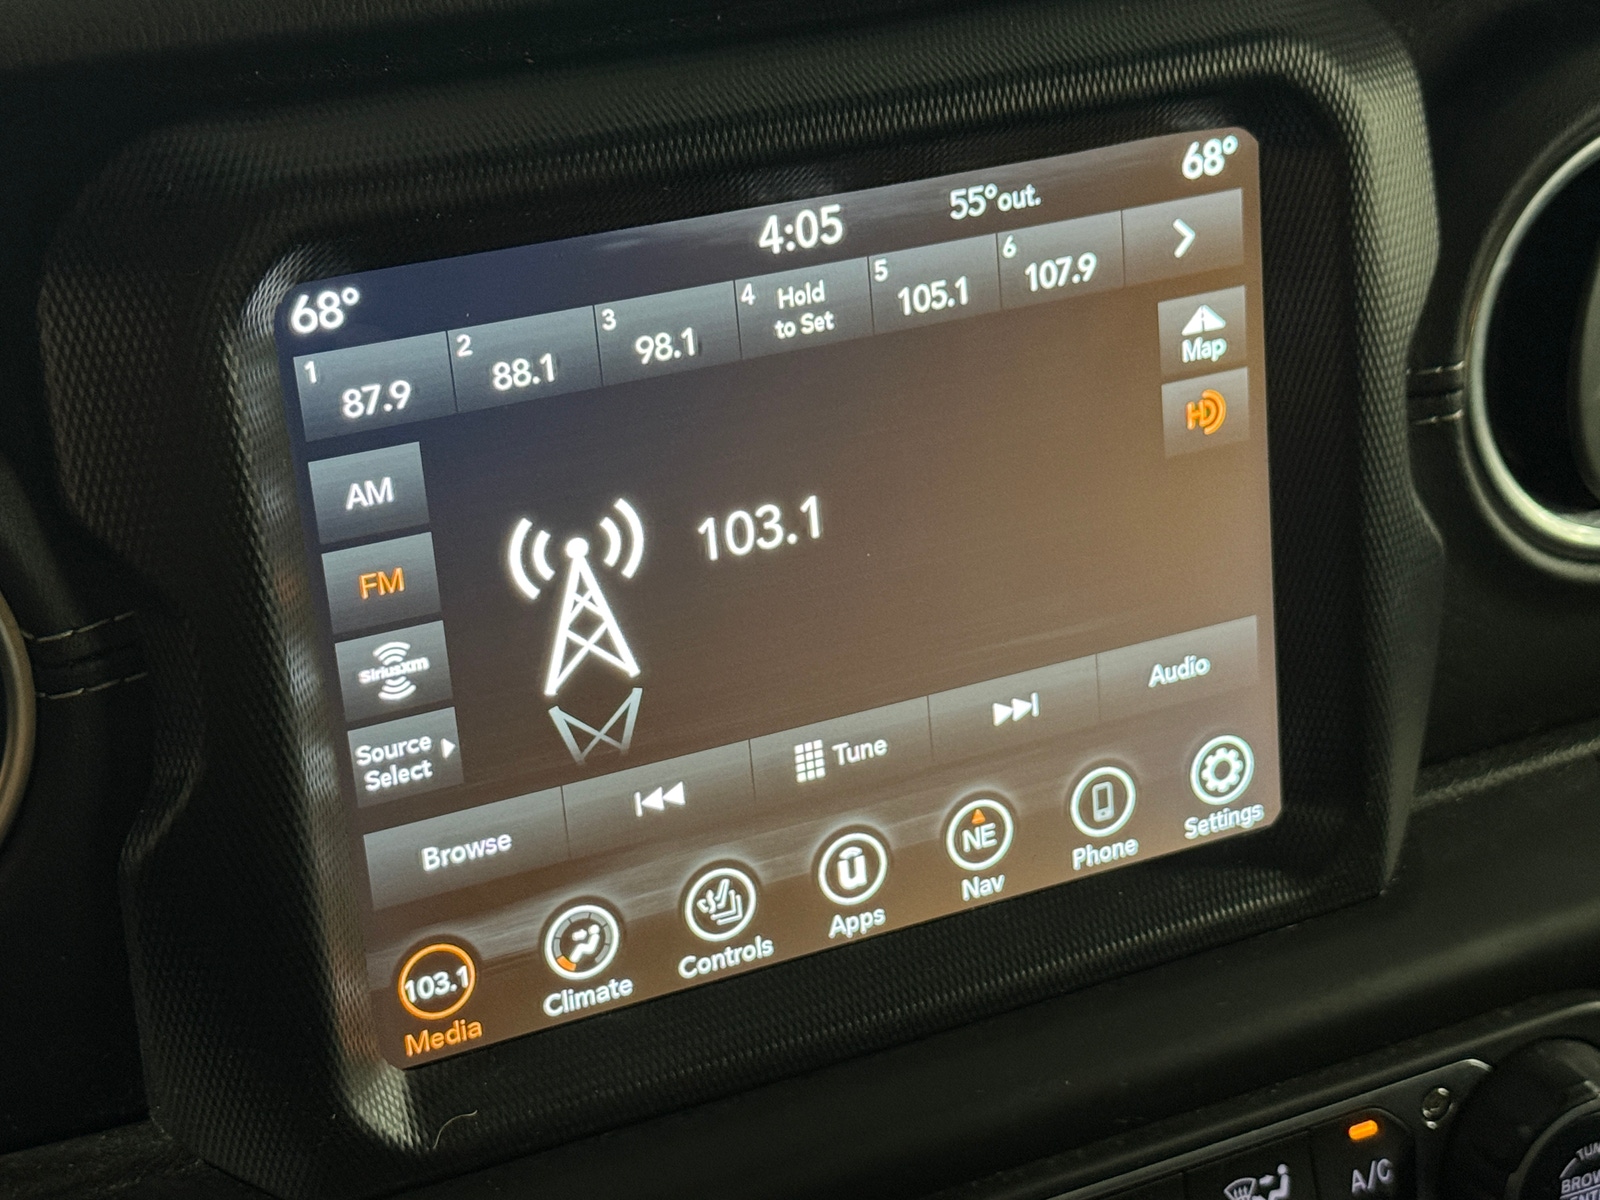 68°
4:05
55°out.
68°
1 87.9
2 88.1
3 98.1
4 Hold
to Set
5 105.1
6 107.9
Map
HD
AM
FM
SiriusXM
Source
Select
103.1
Browse
Tune
Audio
103.1
Media
Climate
Controls
u
Apps
NE
Nav
Phone
Settings
A/C